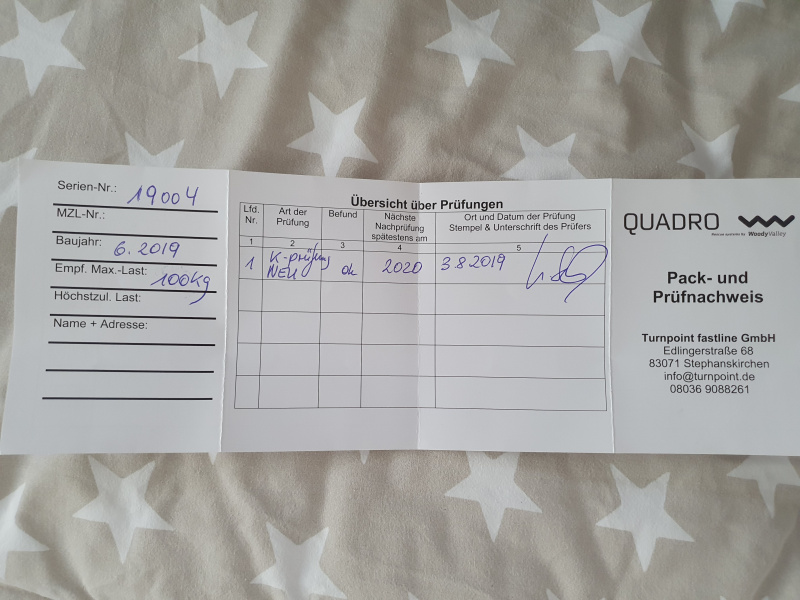 Serien-Nr.: 19004
MZL-Nr.:
Baujahr: 6.2019
Empf. Max.-Last: 100Kg
Höchstzul. Last:
Name + Adresse:
Übersicht über Prüfungen
Lfd. Nr.
Art der Prüfung
Befund
Nächste Nachprüfung spätestens am
Ort und Datum der Prüfung
Stempel & Unterschrift des Prüfers
1 2 3 4 5
1 K-prüfung NEU ok 2020 3.8.2019
QUADRO
WoodyValley
Pack- und
Prüfnachweis
Turnpoint fastline GmbH
Edlingerstraße 68
83071 Stephanskirchen
info@turnpoint.de
08036 9088261